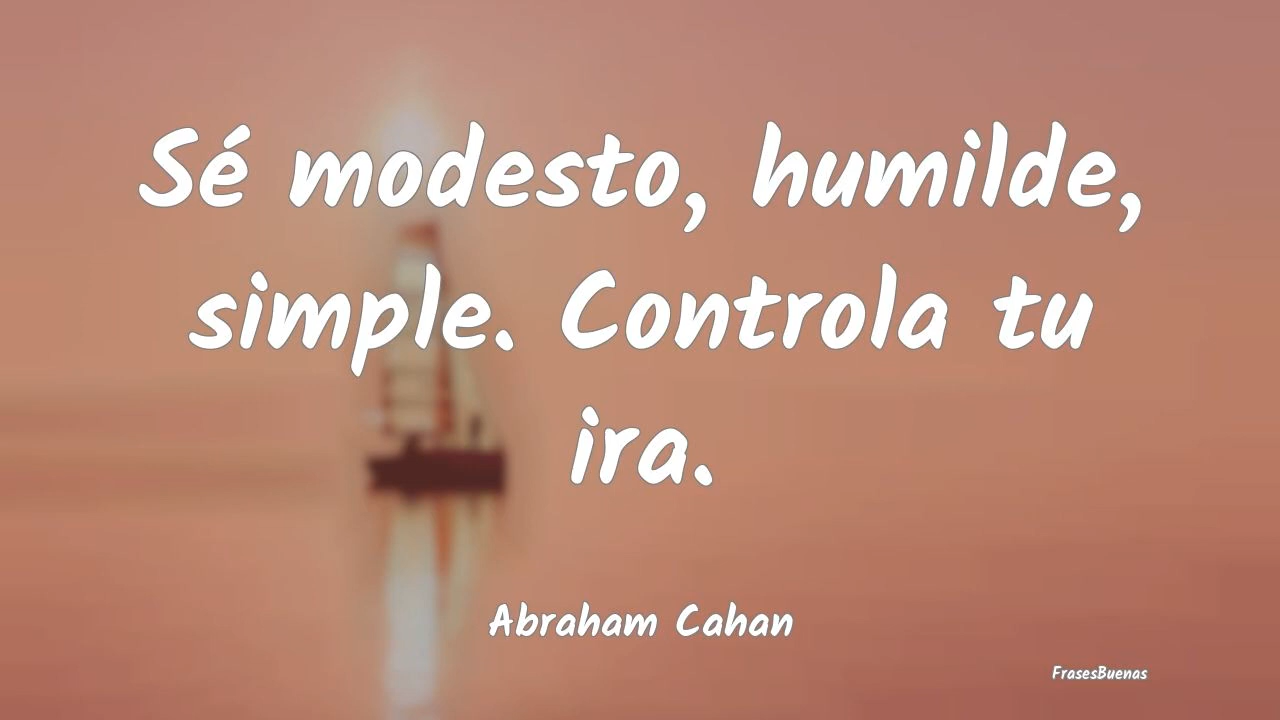 Sé modesto, humilde,
simple. Controla tu
ira.
Abraham Cahan
FrasesBuenas